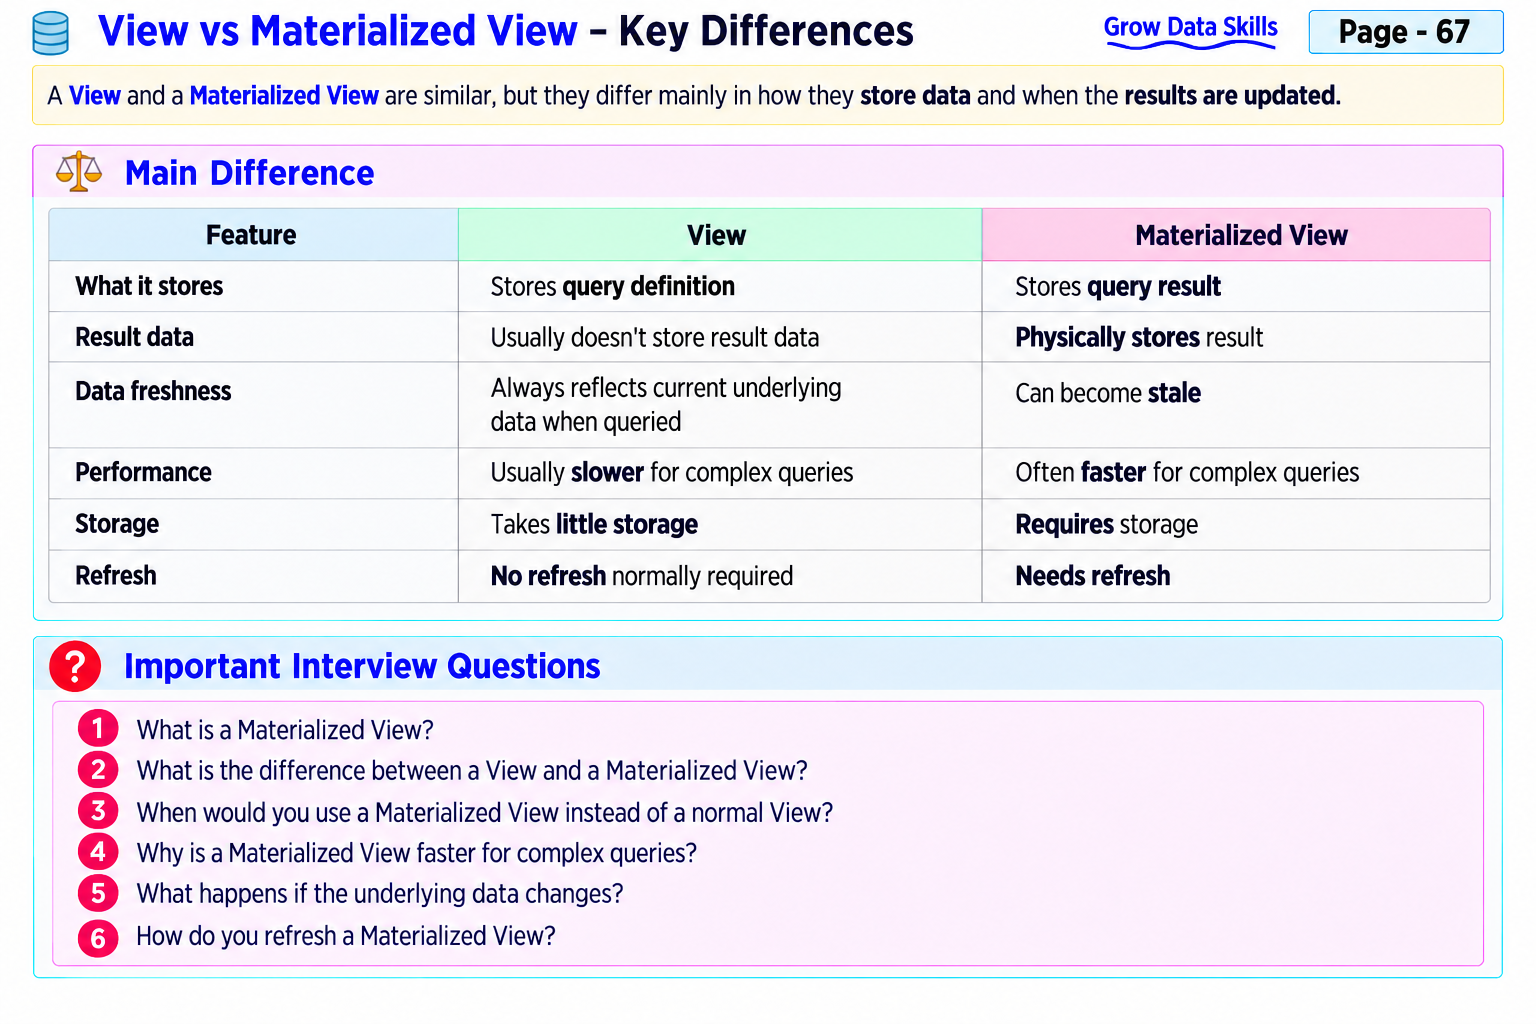 View vs Materialized View – Key Differences
Grow Data Skills
Page - 67
A View and a Materialized View are similar, but they differ mainly in how they store data and when the results are updated.
Main Difference
Feature View Materialized View
What it stores Stores query definition Stores query result
Result data Usually doesn't store result data Physically stores result
Data freshness Always reflects current underlying Can become stale
data when queried
Performance Usually slower for complex queries Often faster for complex queries
Storage Takes little storage Requires storage
Refresh No refresh normally required Needs refresh
? Important Interview Questions
1 What is a Materialized View?
2 What is the difference between a View and a Materialized View?
3 When would you use a Materialized View instead of a normal View?
4 Why is a Materialized View faster for complex queries?
5 What happens if the underlying data changes?
6 How do you refresh a Materialized View?